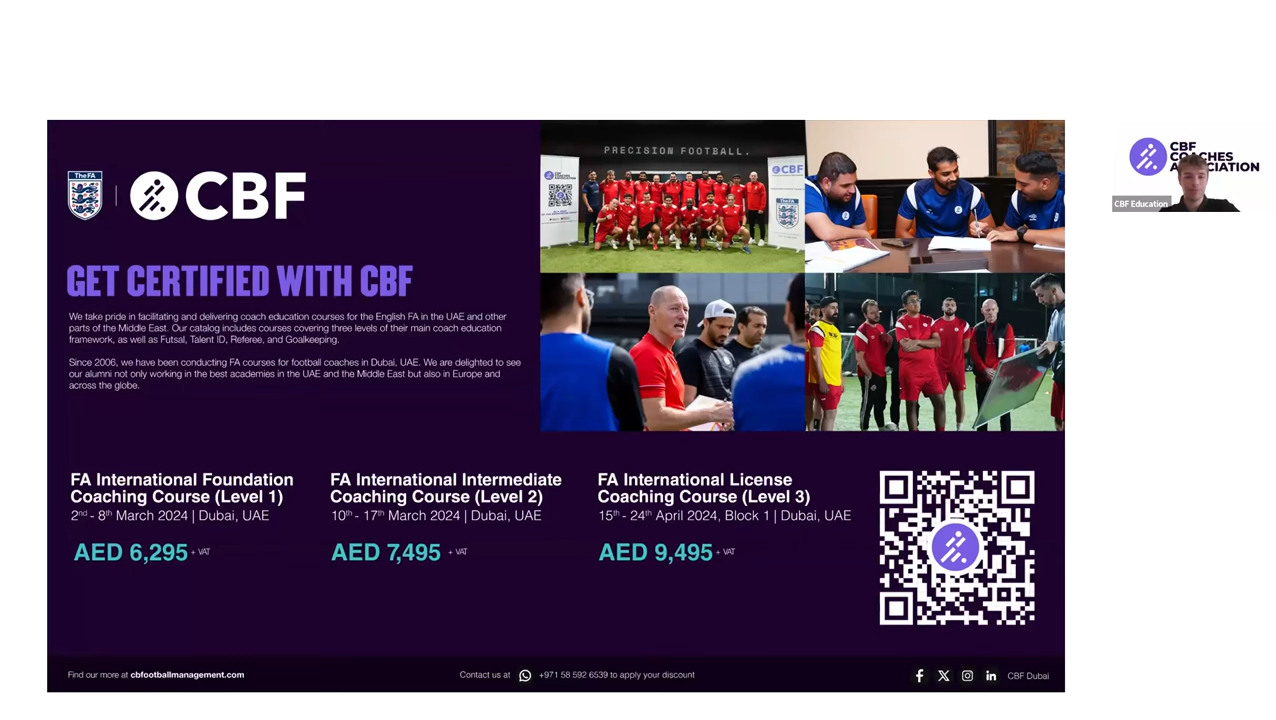 PRECISION FOOTBALL.
The FA
CBF
GET CERTIFIED WITH CBF
We take pride in facilitating and delivering coach education courses for the English FA in the UAE and other
parts of the Middle East. Our catalog includes courses covering three levels of their main coach education
framework, as well as Futsal, Talent ID, Referee, and Goalkeeping.
Since 2006, we have been conducting FA courses for football coaches in Dubai, UAE. We are delighted to see
our alumni not only working in the best academies in the UAE and the Middle East but also in Europe and
across the globe.
FA International Foundation
Coaching Course (Level 1)
2nd - 8th March 2024 | Dubai, UAE
AED 6,295 + VAT
FA International Intermediate
Coaching Course (Level 2)
10th - 17th March 2024 | Dubai, UAE
AED 7,495 + VAT
FA International License
Coaching Course (Level 3)
15th - 24th April 2024, Block 1 | Dubai, UAE
AED 9,495 + VAT
Find our more at cbfootballmanagement.com
Contact us at +971 58 592 6539 to apply your discount
CBF Dubai
CBF
COACHES
CBF Education